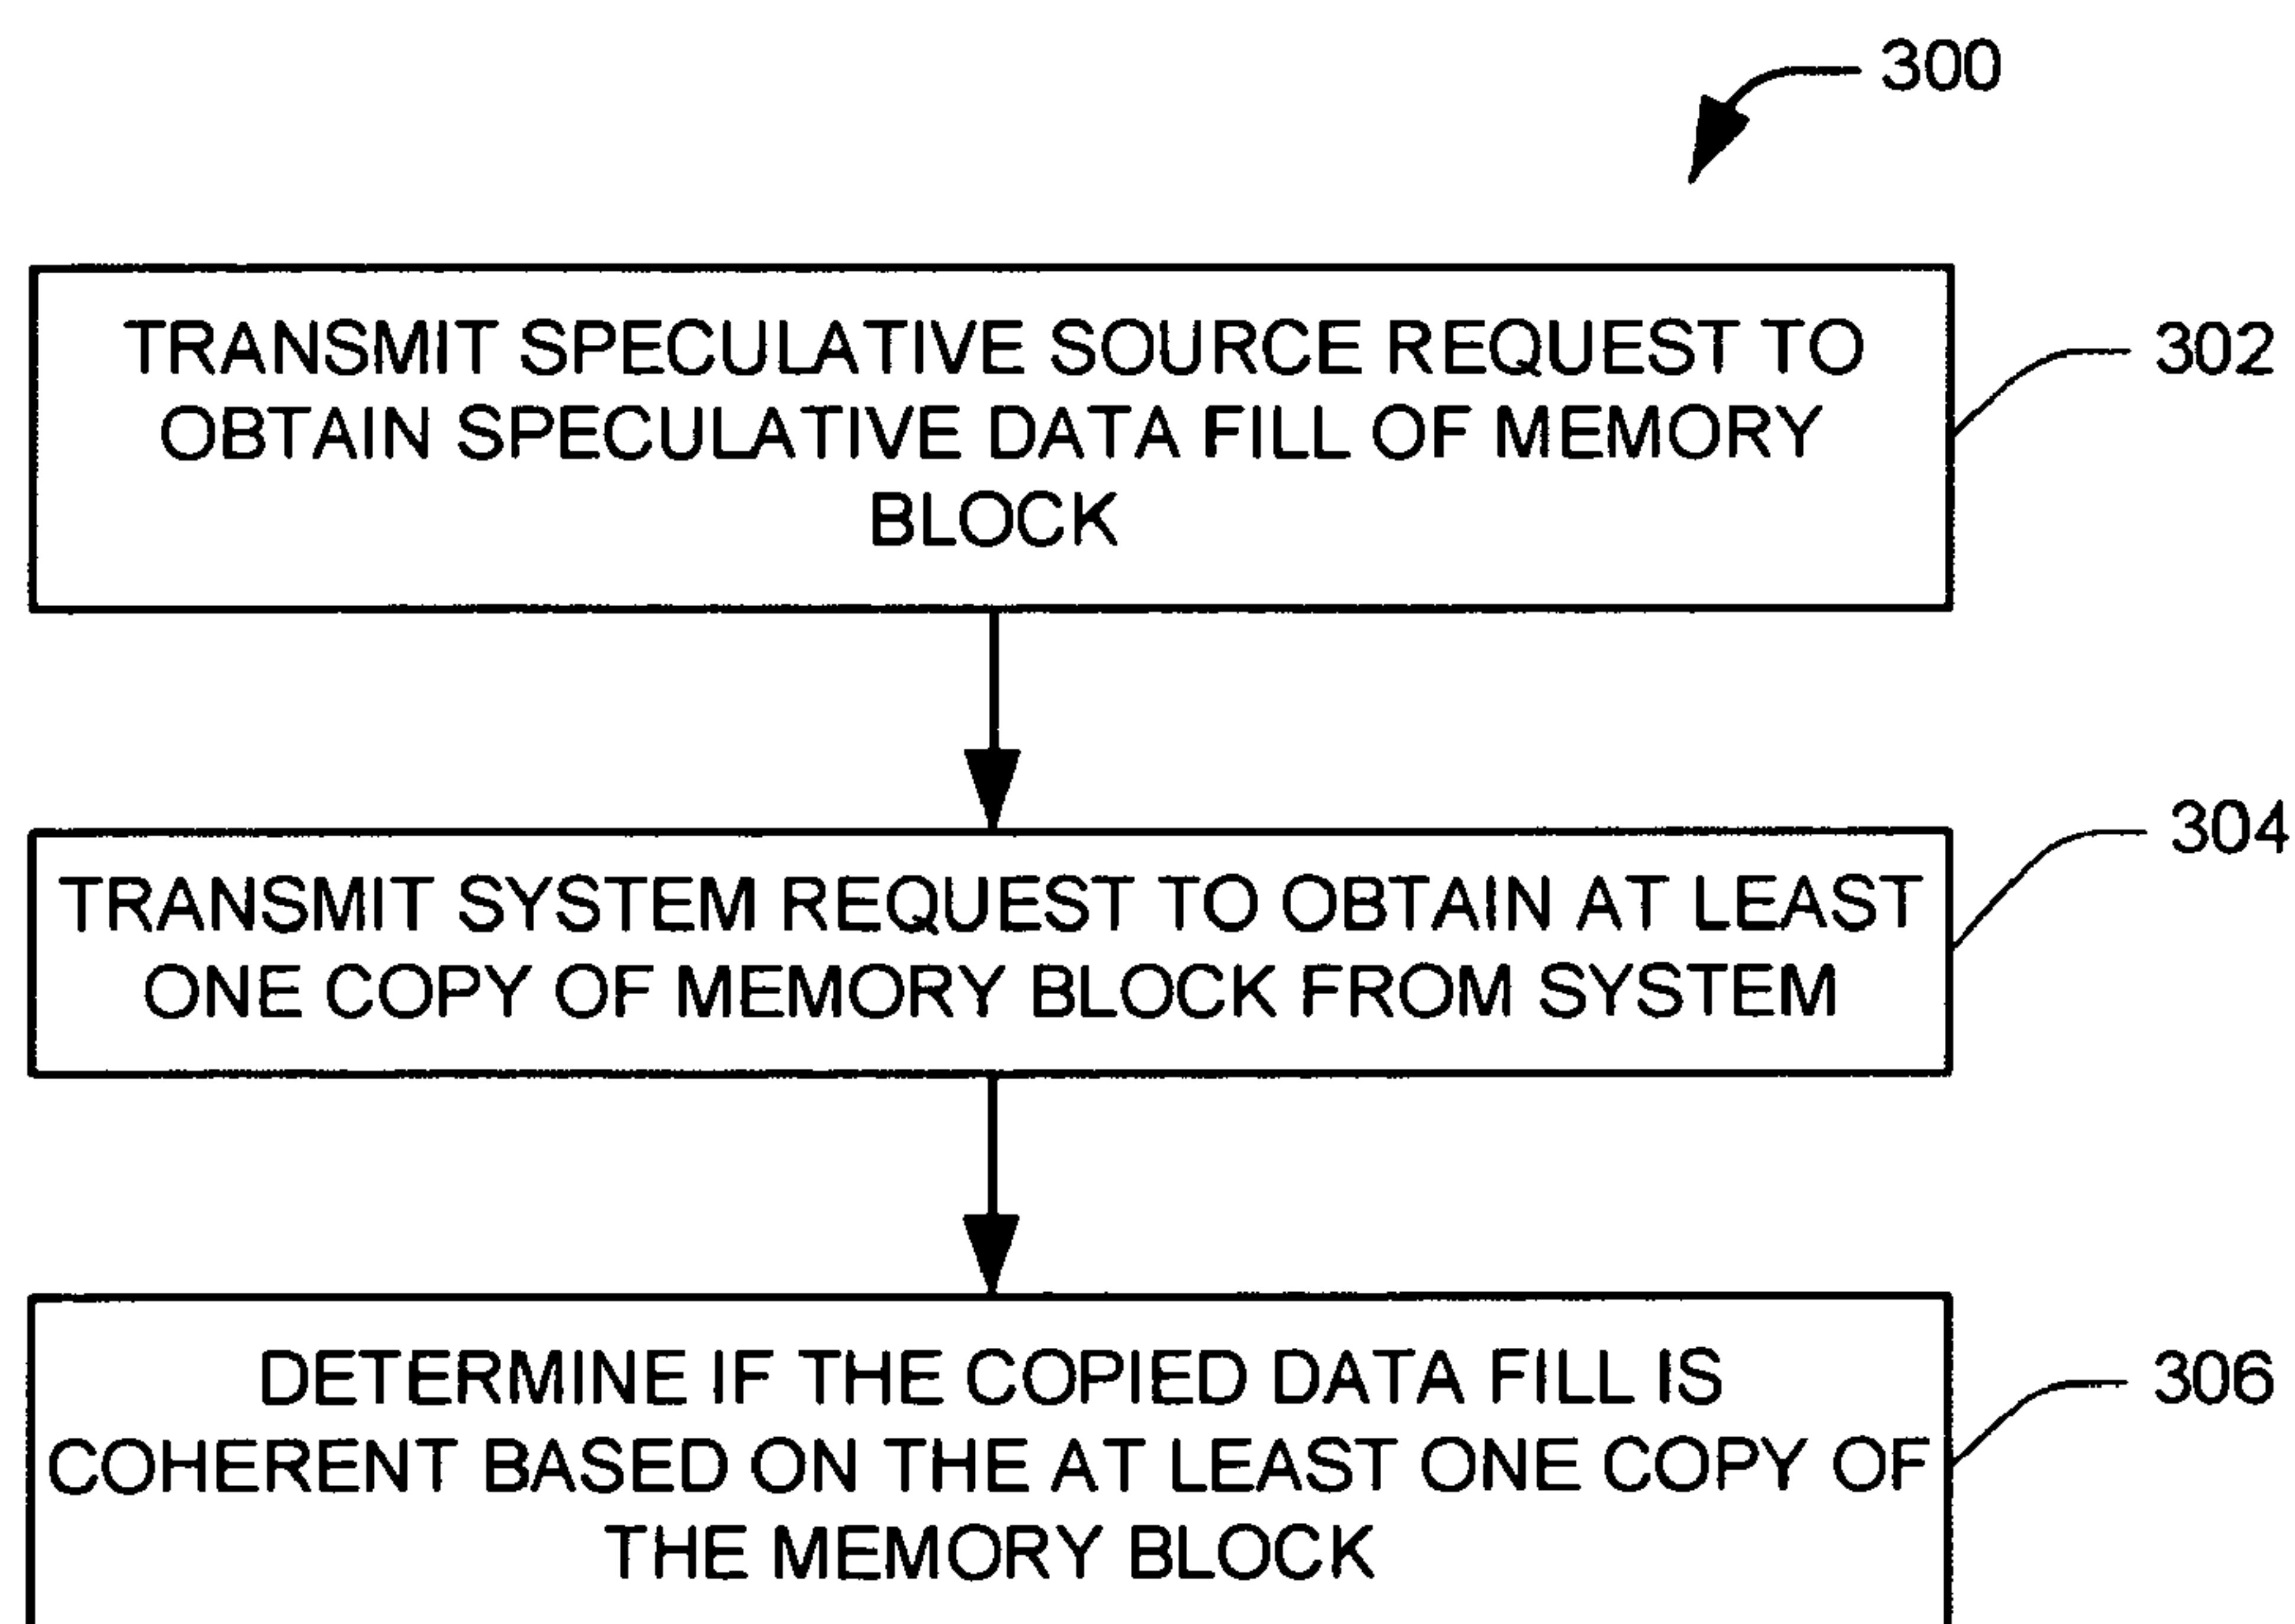 300
TRANSMIT SPECULATIVE SOURCE REQUEST TO
OBTAIN SPECULATIVE DATA FILL OF MEMORY
BLOCK
302
TRANSMIT SYSTEM REQUEST TO OBTAIN AT LEAST
ONE COPY OF MEMORY BLOCK FROM SYSTEM
304
DETERMINE IF THE COPIED DATA FILL IS
COHERENT BASED ON THE AT LEAST ONE COPY OF
THE MEMORY BLOCK
306